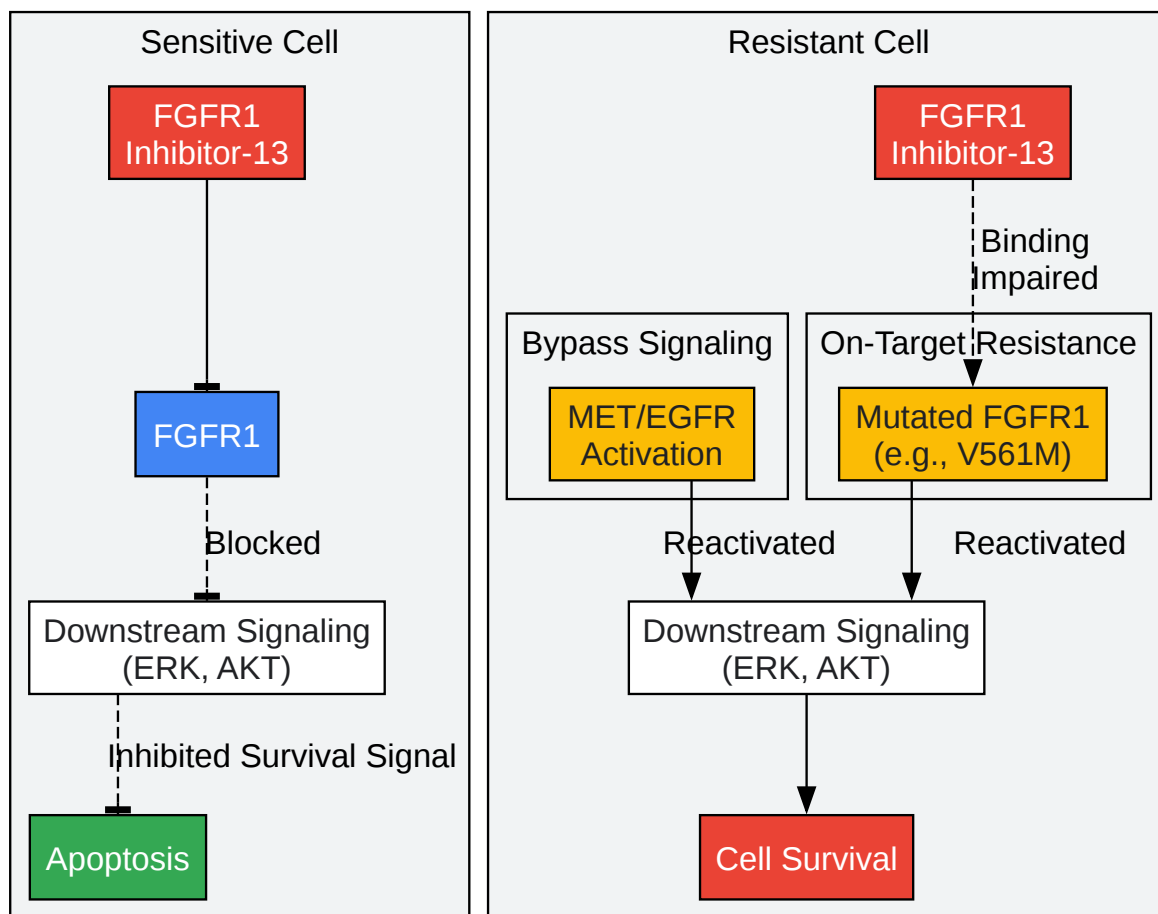 Sensitive Cell
FGFR1
Inhibitor-13
FGFR1
Blocked
Downstream Signaling
(ERK, AKT)
Inhibited Survival Signal
Apoptosis
Resistant Cell
FGFR1
Inhibitor-13
Binding
Impaired
Bypass Signaling
MET/EGFR
Activation
On-Target Resistance
Mutated FGFR1
(e.g., V561M)
Reactivated
Reactivated
Downstream Signaling
(ERK, AKT)
Cell Survival